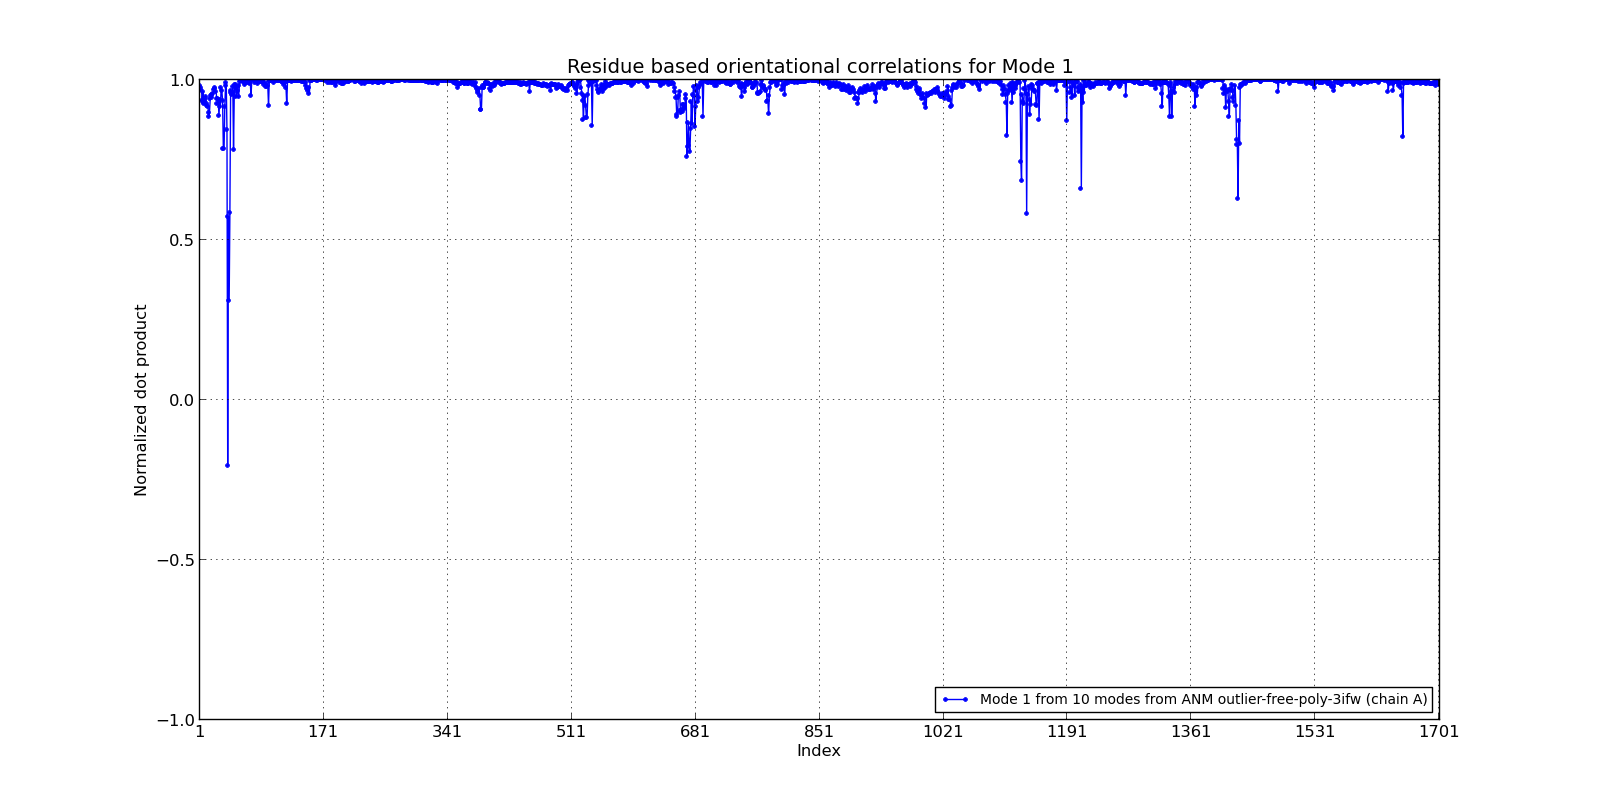 Residue based orientational correlations for Mode 1
1.0
0.5
0.0
−0.5
−1.0
Normalized dot product
1 171 341 511 681 851 1021 1191 1361 1531 1701
Index
Mode 1 from 10 modes from ANM outlier-free-poly-3ifw (chain A)